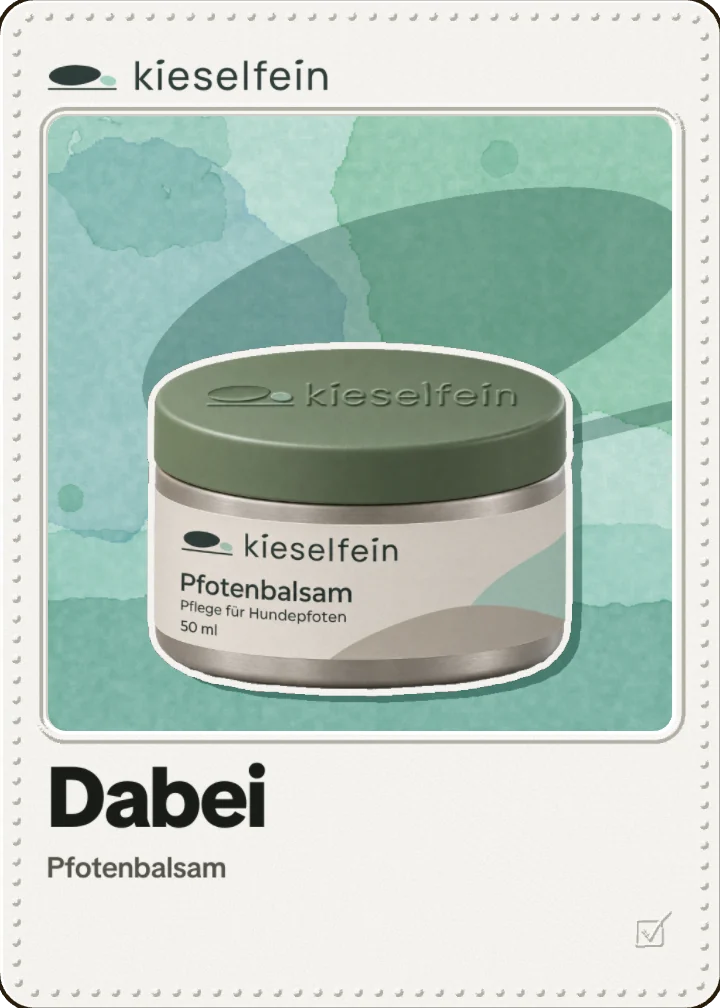 kieselfein
kieselfein
kieselfein
Pfotenbalsam
Pflege für Hundepfoten
50 ml
Dabei
Pfotenbalsam